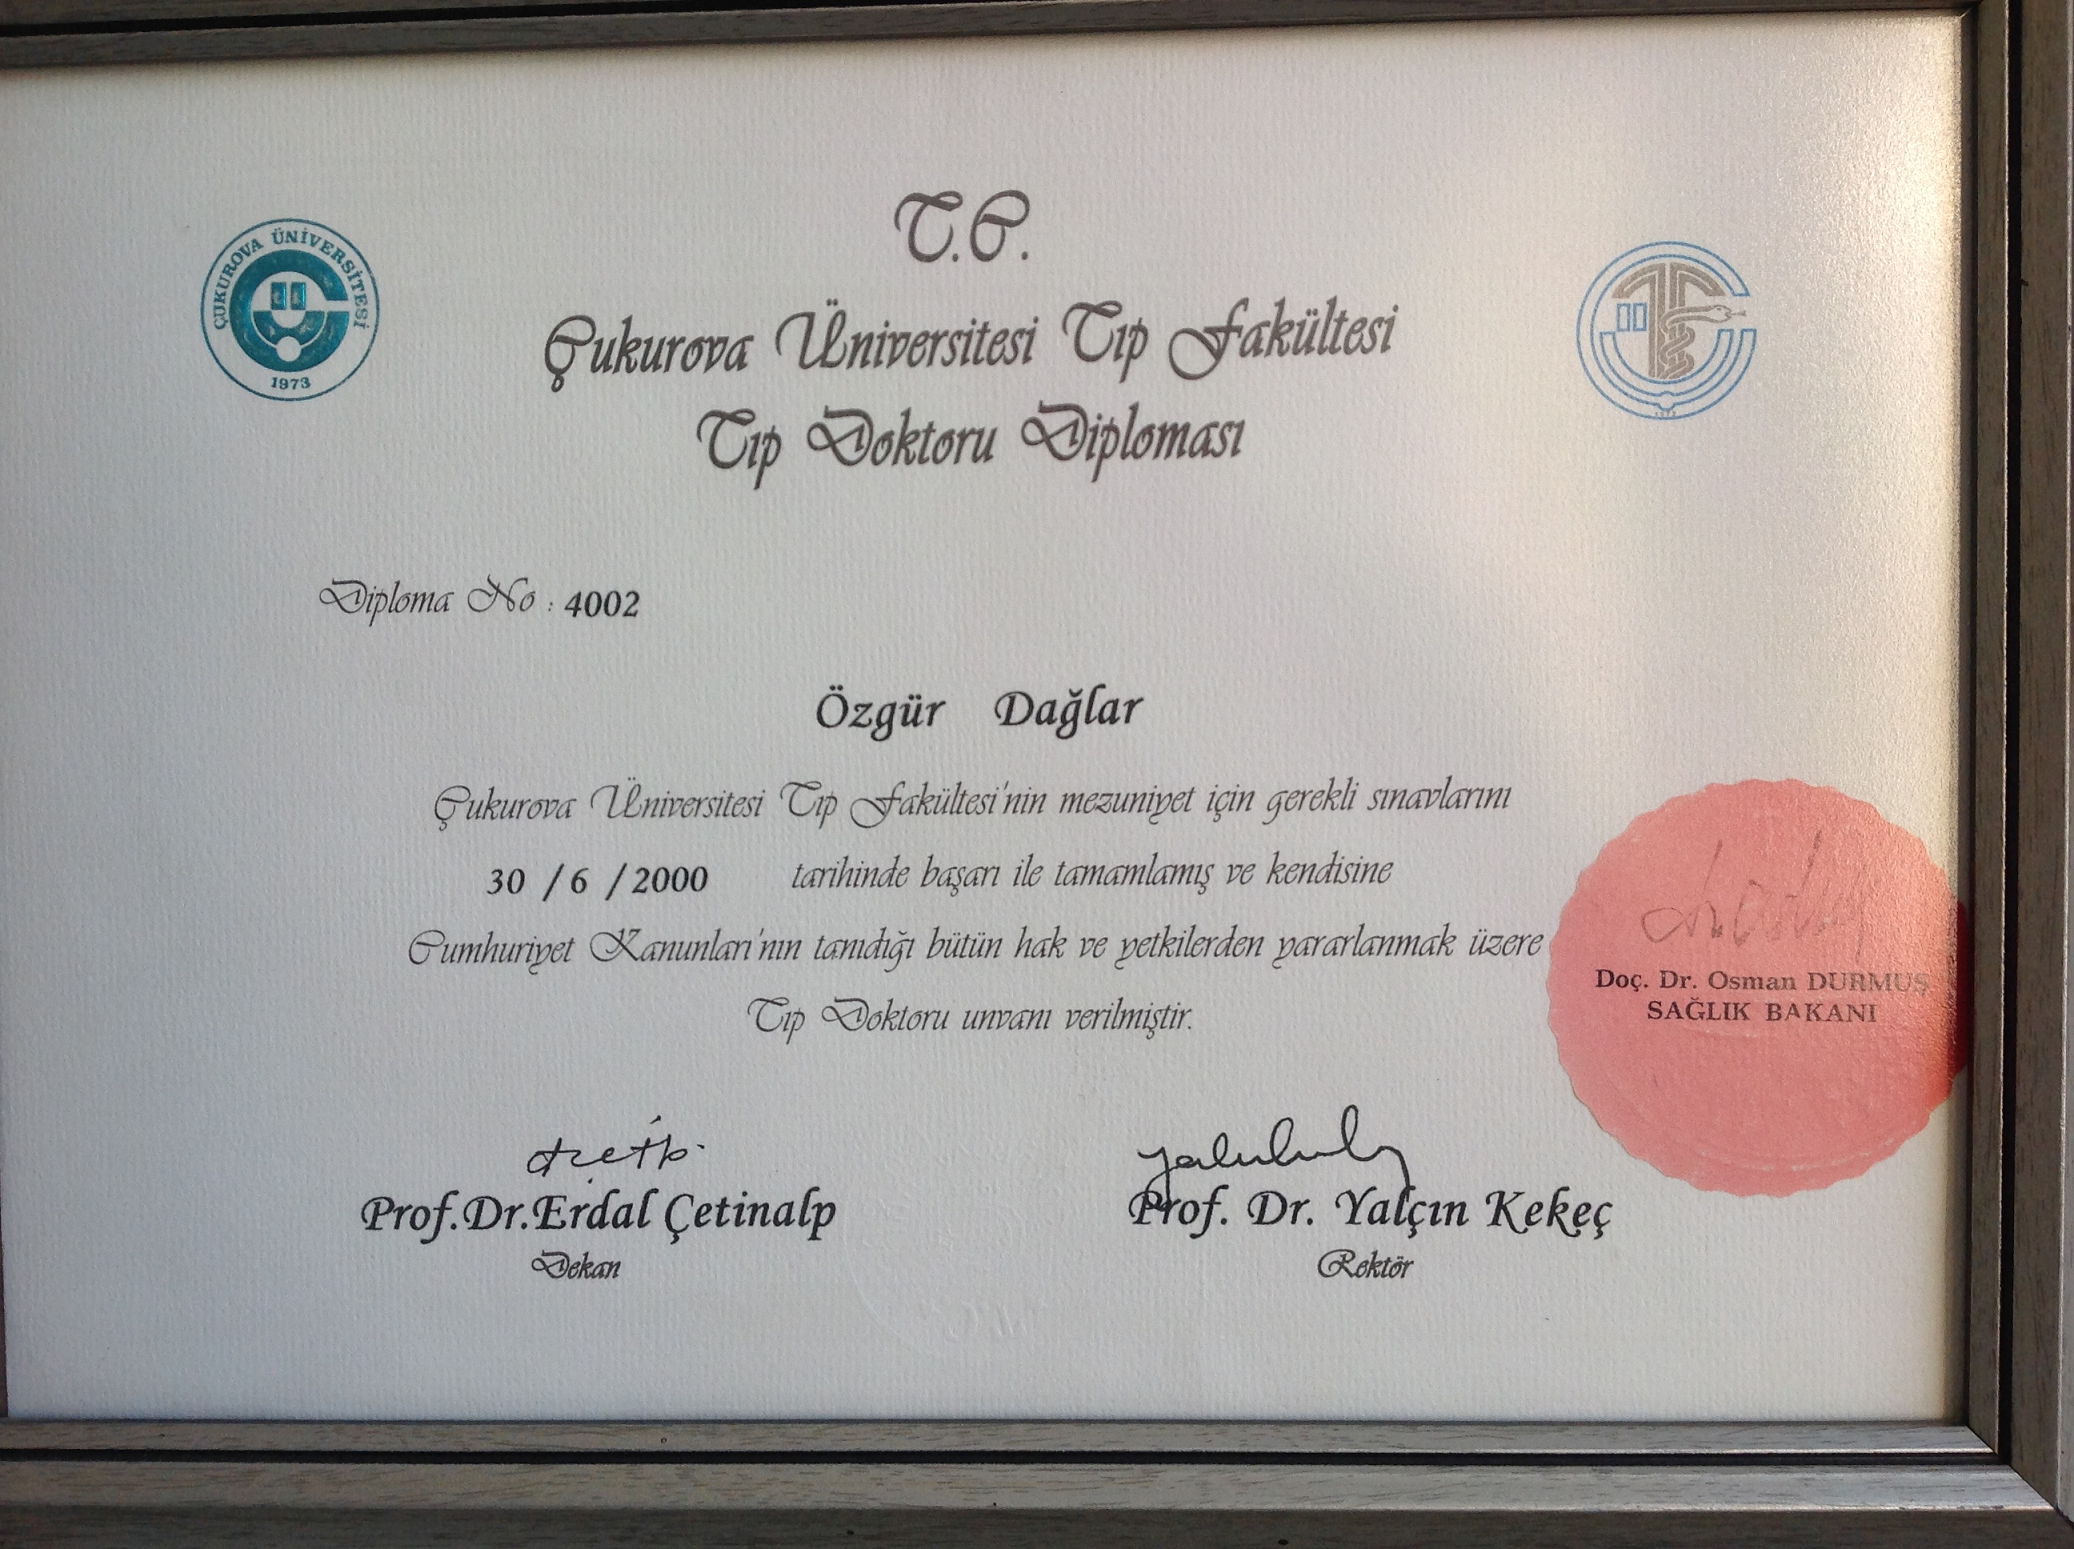 ÇUKUROVA ÜNİVERSİTESİ
1973
T.C.
Çukurova Üniversitesi Tıp Fakültesi
Tıp Doktoru Diploması
Diploma No : 4002
Özgür Dağlar
Çukurova Üniversitesi Tıp Fakültesi'nin mezuniyet için gerekli sınavlarını
30 / 6 / 2000 tarihinde başarı ile tamamlamış ve kendisine
Cumhuriyet Kanunları'nın tanıdığı bütün hak ve yetkilerden yararlanmak üzere
Tıp Doktoru unvanı verilmiştir.
Doç. Dr. Osman DURMUŞ
SAĞLIK BAKANI
Prof.Dr.Erdal Çetinalp
Dekan
Prof. Dr. Yalçın Kekeç
Rektör